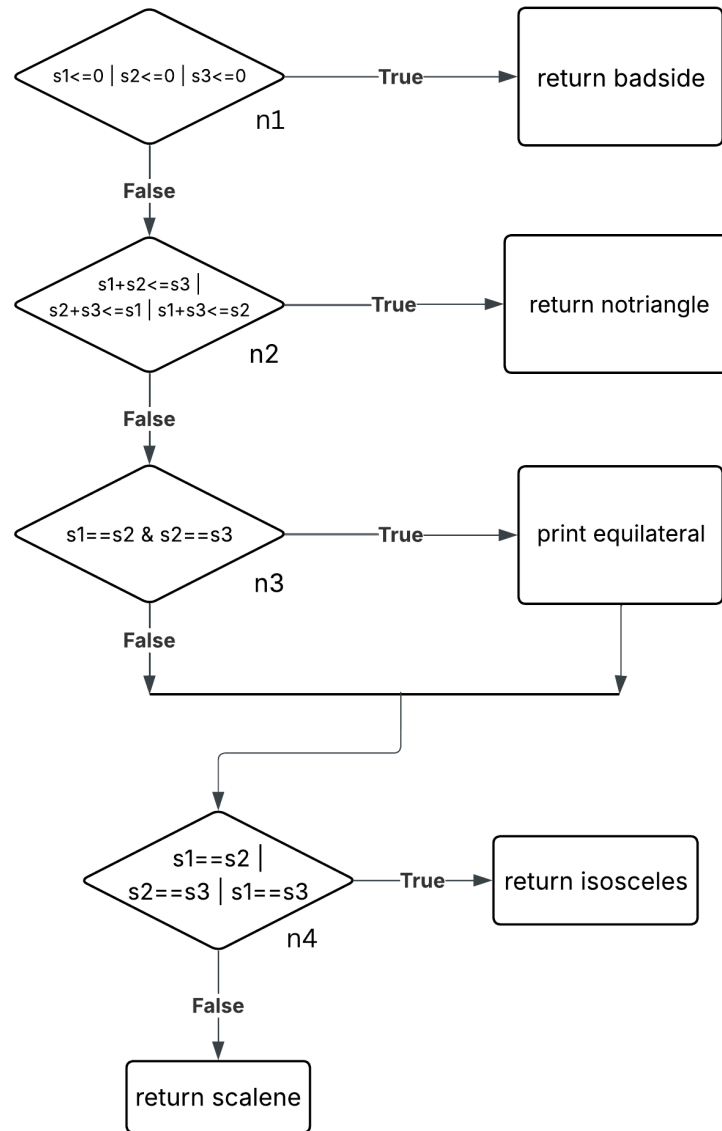 s1<=0 | s2<=0 | s3<=0
True
return badside
n1
False
s1+s2<=s3 |
s2+s3<=s1 | s1+s3<=s2
True
return notriangle
n2
False
s1==s2 & s2==s3
True
print equilateral
n3
False
s1==s2 |
s2==s3 | s1==s3
True
return isosceles
n4
False
return scalene